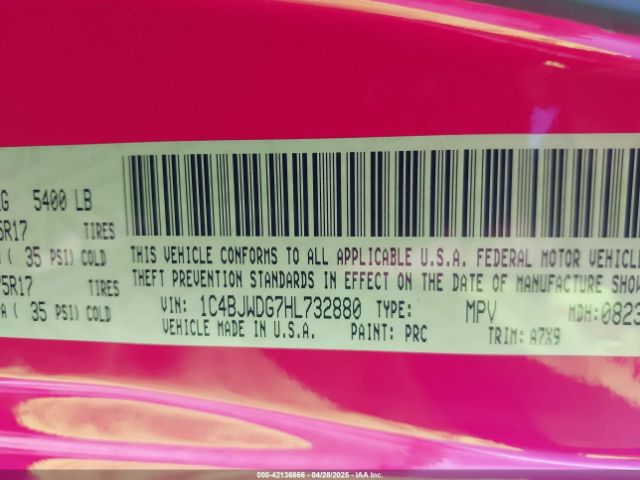 G 5400 LB
5R17 TIRES
( 35 PSI) COLD
5R17 TIRES
A ( 35 PSI) COLD
THIS VEHICLE CONFORMS TO ALL APPLICABLE U.S.A. FEDERAL MOTOR VEHICLE
THEFT PREVENTION STANDARDS IN EFFECT ON THE DATE OF MANUFACTURE SHOW
VIN: 1C4BJWDG7HL732880 TYPE: MPV MDH:0823
VEHICLE MADE IN U.S.A. PAINT: PRC TRIM: A7X9
000-42136866 04/28/2025 IAA Inc.